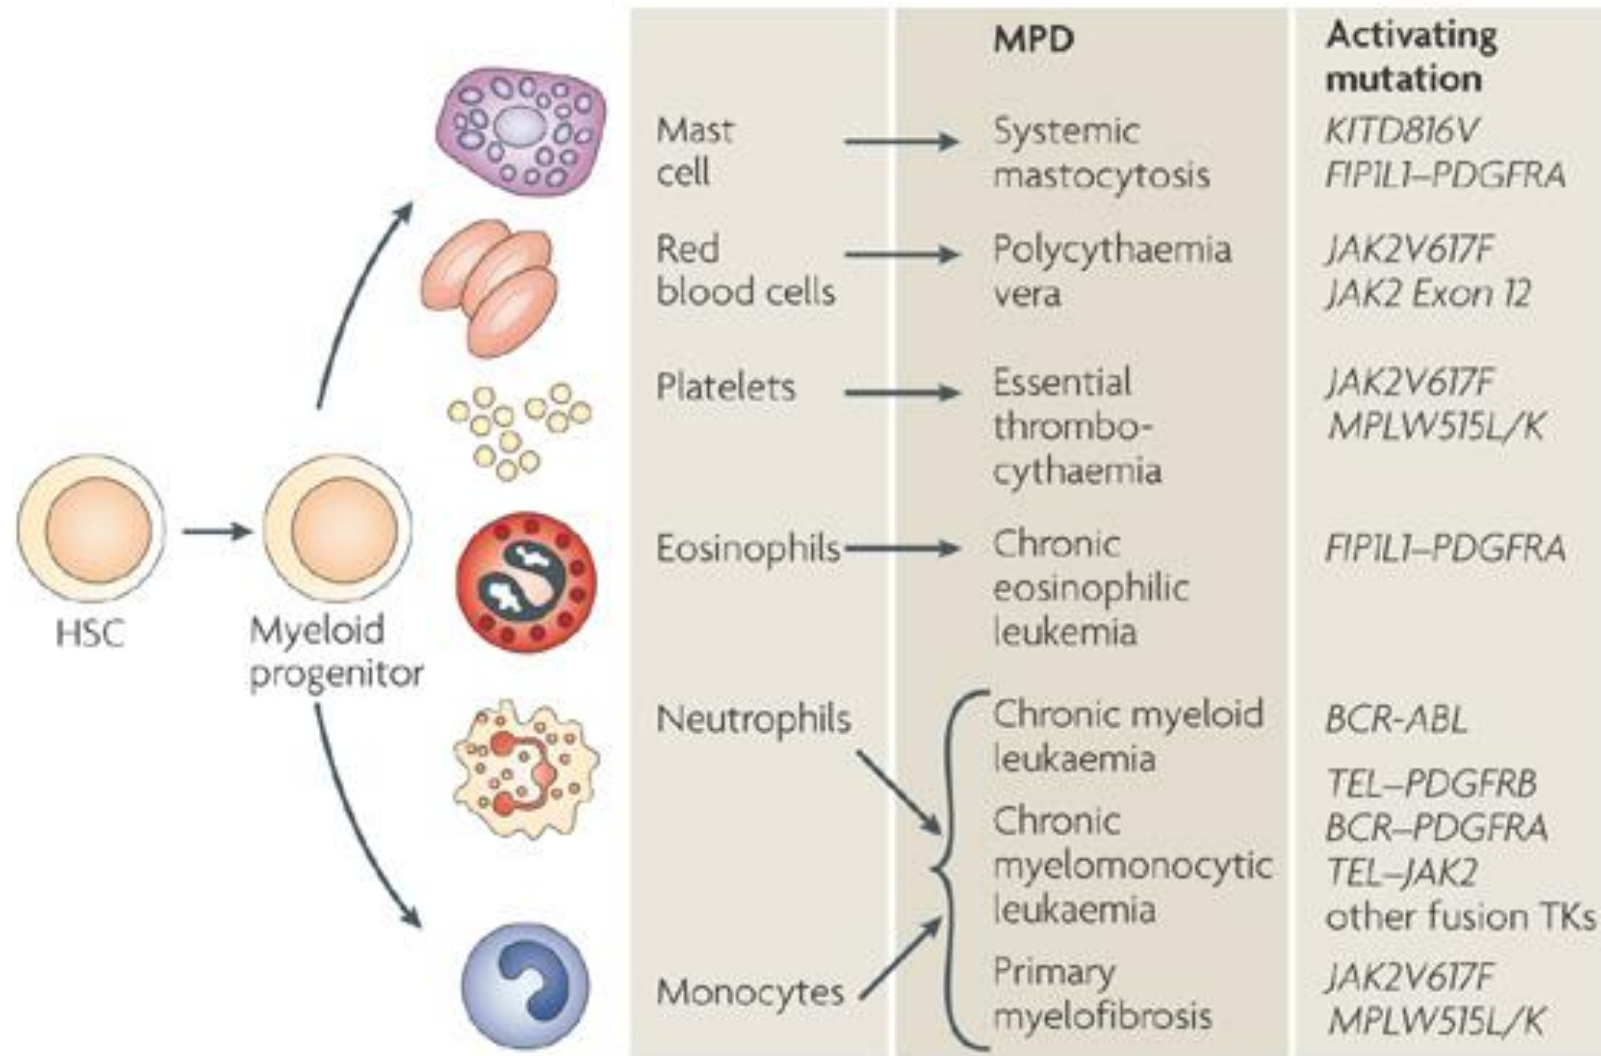 MPD
Activating
mutation
Mast
cell
Systemic
mastocytosis
KITD816V
FIP1L1–PDGFRA
Red
blood cells
Polycythaemia
vera
JAK2V617F
JAK2 Exon 12
Platelets
Essential
thrombo-
cythaemia
JAK2V617F
MPLW515L/K
HSC
Myeloid
progenitor
Eosinophils
Chronic
eosinophilic
leukemia
FIP1L1–PDGFRA
Neutrophils
Chronic myeloid
leukaemia
BCR-ABL
Chronic
myelomonocytic
leukaemia
TEL–PDGFRB
BCR–PDGFRA
TEL–JAK2
other fusion TKs
Monocytes
Primary
myelofibrosis
JAK2V617F
MPLW515L/K